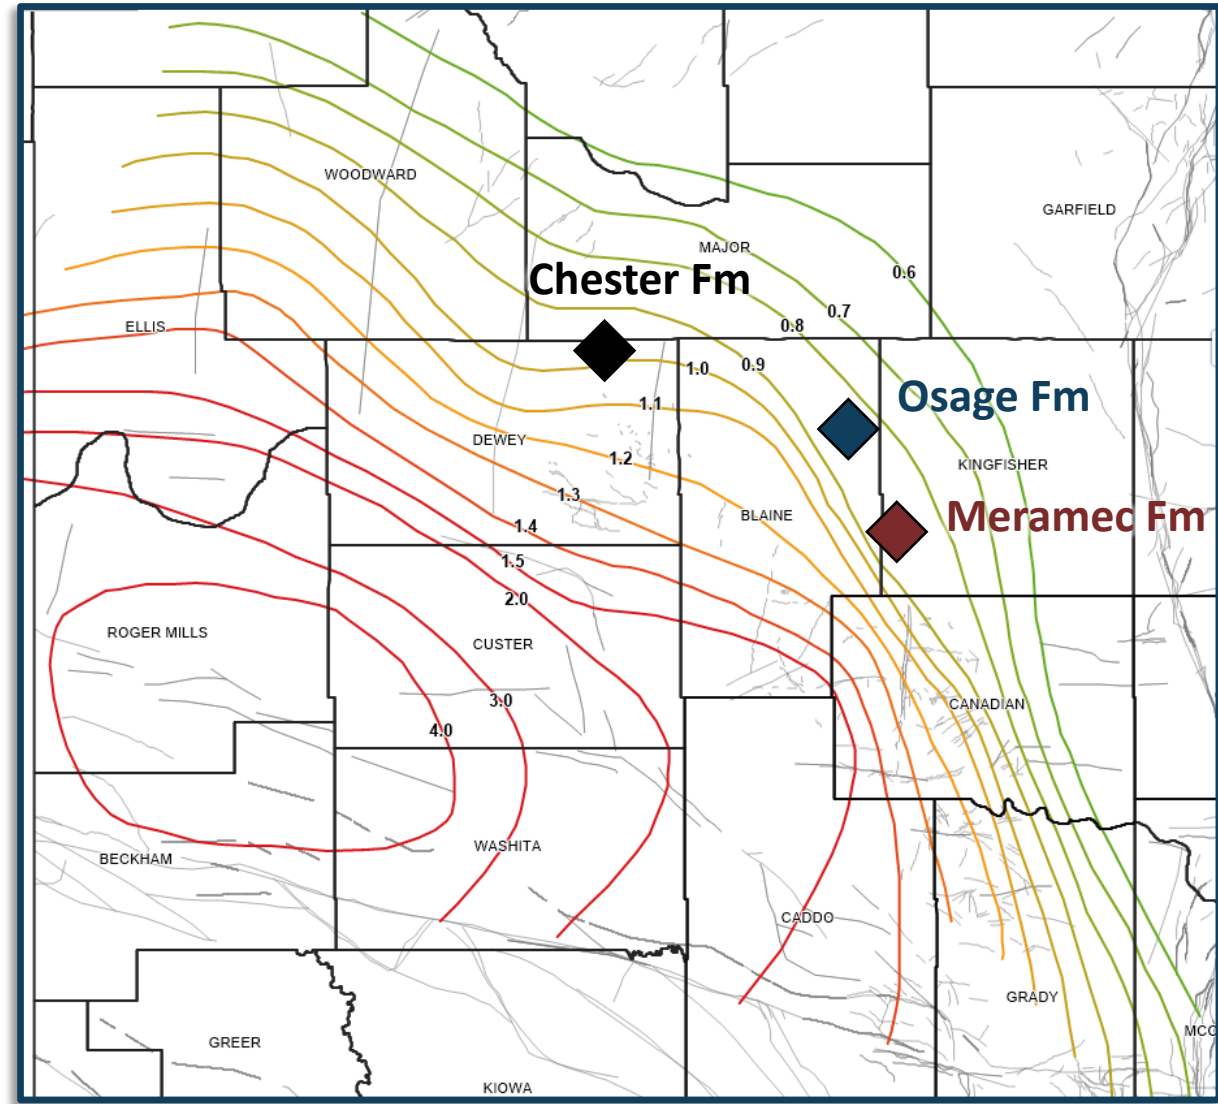 WOODWARD
GARFIELD
MAJOR
0.6
Chester Fm
0.7
0.8
ELLIS
1.0
0.9
Osage Fm
1.1
DEWEY
1.2
KINGFISHER
1.3
BLAINE
Meramec Fm
1.4
1.5
2.0
ROGER MILLS
CUSTER
3.0
CANADIAN
4.0
WASHITA
BECKHAM
CADDO
GRADY
MCC
GREER
KIOWA